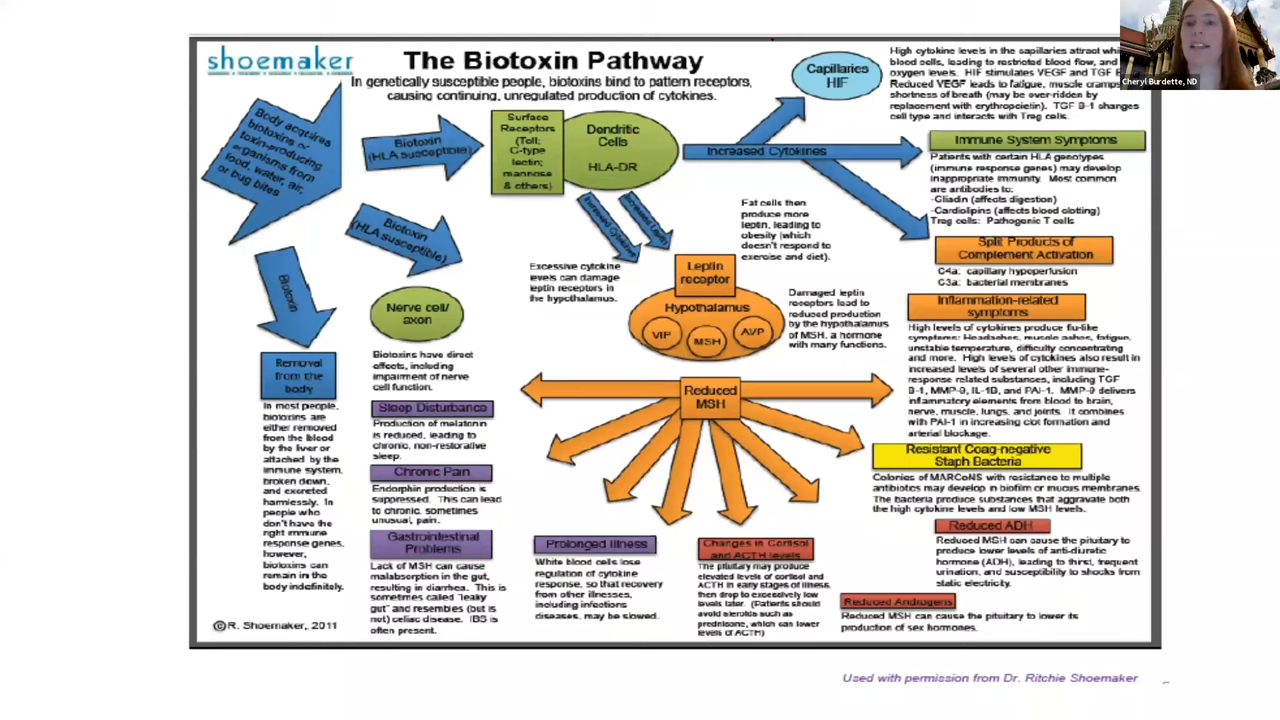 shoemaker
The Biotoxin Pathway
In genetically susceptible people, biotoxins bind to pattern receptors,
causing continuing, unregulated production of cytokines.
Body acquires
biotoxins or
toxin-producing
organisms from
food, water, air,
or bug bites
Biotoxin
(HLA susceptible)
Surface
Receptors
(Toll;
C-type
lectin;
mannose
& others)
Dendritic
Cells
HLA-DR
Increased Cytokines
Capillaries
HIF
High cytokine levels in the capillaries attract
blood cells, leading to restricted blood flow, and
oxygen levels. HIF stimulates VEGF and TGF
Reduced VEGF leads to fatigue, muscle cramps
shortness of breath (may be over-ridden by
replacement with erythropoietin). TGF B-1 changes
cell type and interacts with Treg cells.
Cheryl Burdette, ND
Immune System Symptoms
Patients with certain HLA genotypes
(immune response genes) may develop
inappropriate immunity. Most common
are antibodies to:
-Gliadin (affects digestion)
-Cardiolipins (affects blood clotting)
Treg cells: Pathogenic T cells
Split Products of
Complement Activation
C4a: capillary hypoperfusion
C3a: bacterial membranes
Inflammation-related
symptoms
High levels of cytokines produce flu-like
symptoms: Headaches, muscle aches, fatigue,
unstable temperature, difficulty concentrating
and more. High levels of cytokines also result in
increased levels of several other immune-
response related substances, including TGF
B-1, MMP-9, IL-1B, and PAI-1. MMP-9 delivers
inflammatory elements from blood to brain,
nerve, muscle, lungs, and joints. It combines
with PAI-1 in increasing clot formation and
arterial blockage.
Biotoxin
(HLA susceptible)
Increased Cytokines
Increased Leptin
Fat cells then
produce more
leptin, leading to
obesity (which
doesn't respond to
exercise and diet).
Excessive cytokine
levels can damage
leptin receptors in
the hypothalamus.
Leptin
receptor
Hypothalamus
VIP
MSH
AVP
Damaged leptin
receptors lead to
reduced production
by the hypothalamus
of MSH, a hormone
with many functions.
Biotoxin
Removal
from the
body
In most people,
biotoxins are
either removed
from the blood
by the liver or
attached by the
immune system,
broken down,
and excreted
harmlessly. In
people who
don't have the
right immune
response genes,
however,
biotoxins can
remain in the
body indefinitely.
Nerve cell/
axon
Biotoxins have direct
effects, including
impairment of nerve
cell function.
Reduced
MSH
Sleep Disturbance
Production of melatonin
is reduced, leading to
chronic, non-restorative
sleep.
Chronic Pain
Endorphin production is
suppressed. This can lead
to chronic, sometimes
unusual, pain.
Gastrointestinal
Problems
Lack of MSH can cause
malabsorption in the gut,
resulting in diarrhea. This is
sometimes called "leaky
gut" and resembles (but is
not) celiac disease. IBS is
often present.
Prolonged Illness
White blood cells lose
regulation of cytokine
response, so that recovery
from other illnesses,
including infections
diseases, may be slowed.
Changes in Cortisol
and ACTH levels
The pituitary may produce
elevated levels of cortisol and
ACTH in early stages of illness,
then drop to excessively low
levels later. (Patients should
avoid steroids such as
prednisone, which can lower
levels of ACTH)
Resistant Coag-negative
Staph Bacteria
Colonies of MARCoNS with resistance to multiple
antibiotics may develop in biofilm or mucus membranes.
The bacteria produce substances that aggravate both
the high cytokine levels and low MSH levels.
Reduced ADH
Reduced MSH can cause the pituitary to
produce lower levels of anti-diuretic
hormone (ADH), leading to thirst, frequent
urination, and susceptibility to shocks from
static electricity.
Reduced Androgens
Reduced MSH can cause the pituitary to lower its
production of sex hormones.
©R. Shoemaker, 2011
Used with permission from Dr. Ritchie Shoemaker